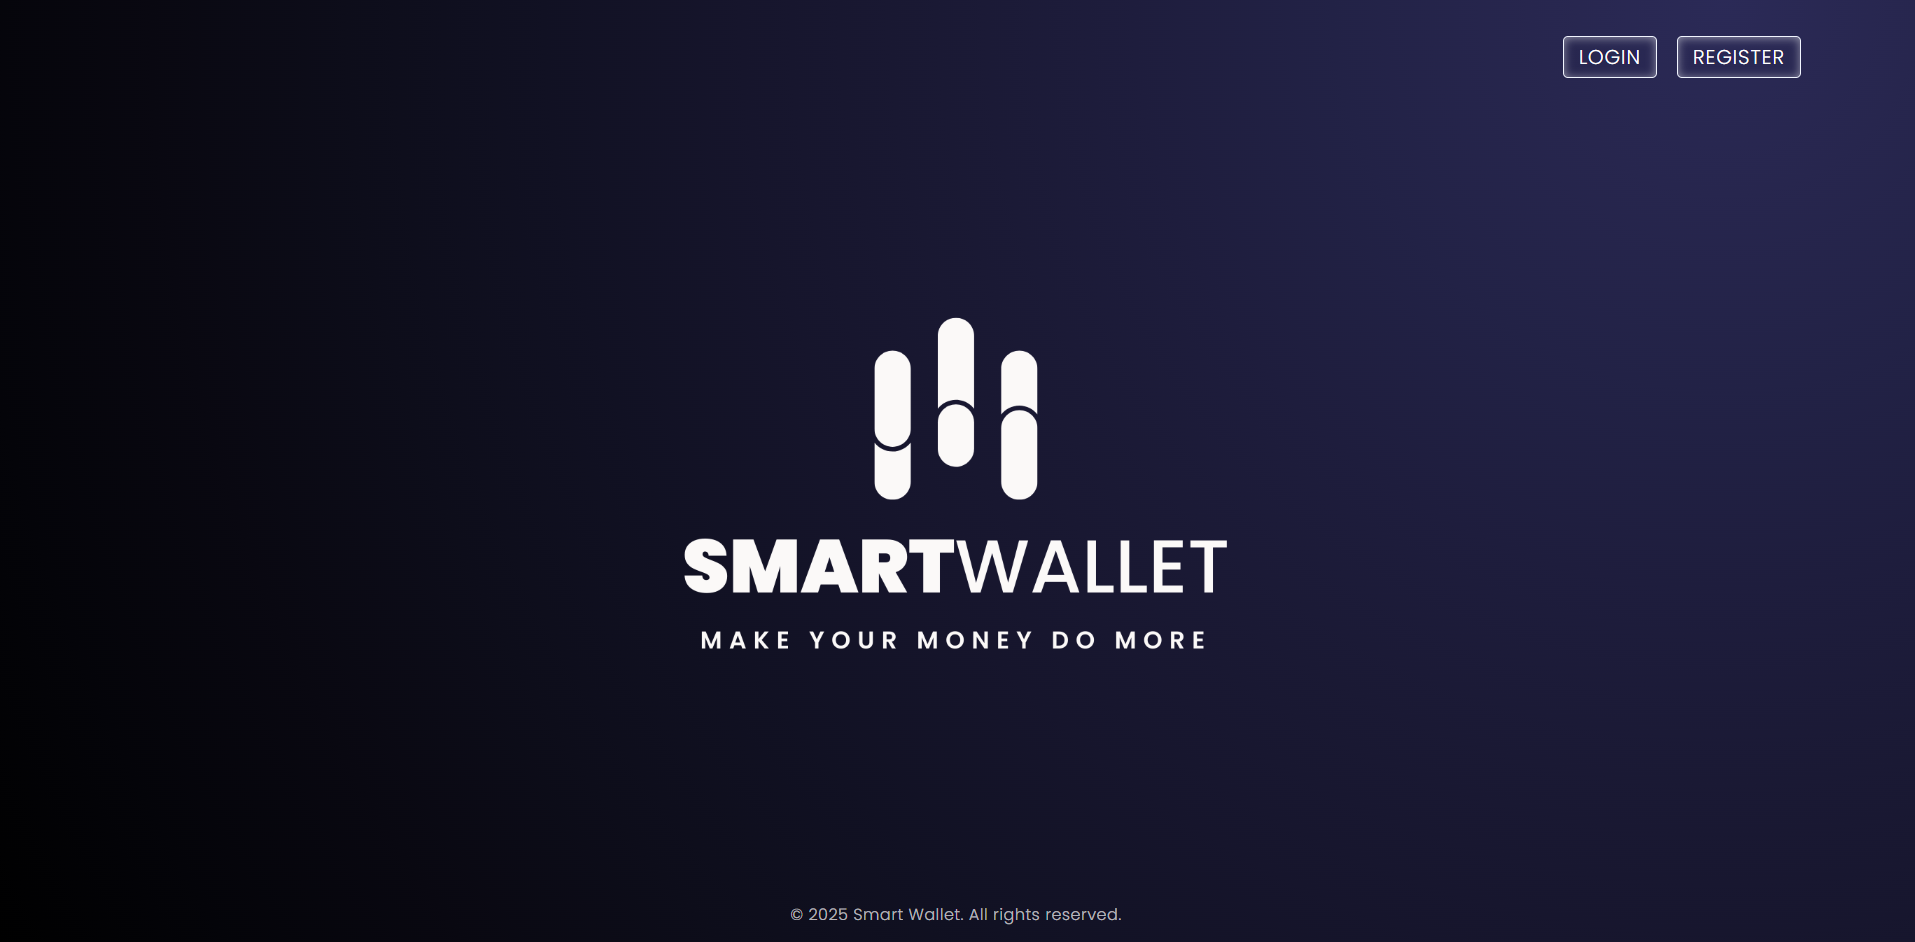 LOGIN REGISTER
SMARTWALLET
MAKE YOUR MONEY DO MORE
© 2025 Smart Wallet. All rights reserved.